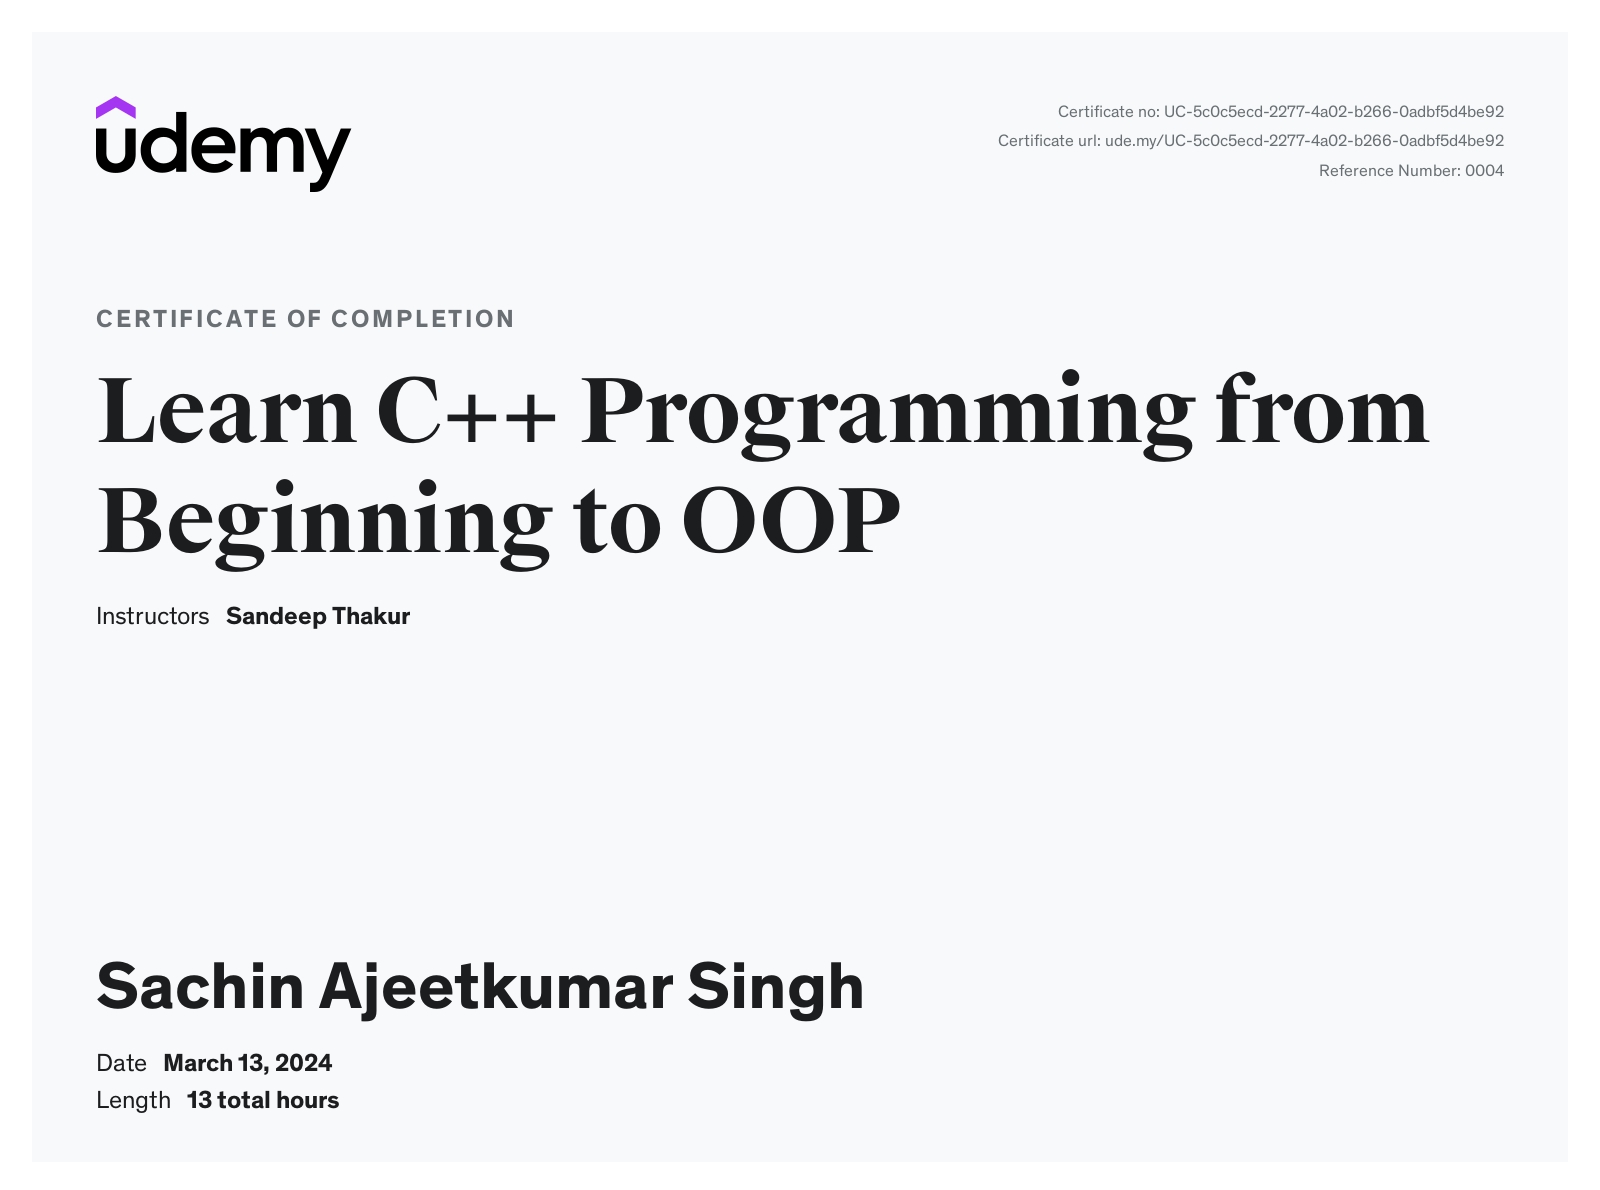 udemy
Certificate no: UC-5c0c5ecd-2277-4a02-b266-0adbf5d4be92
Certificate url: ude.my/UC-5c0c5ecd-2277-4a02-b266-0adbf5d4be92
Reference Number: 0004
CERTIFICATE OF COMPLETION
Learn C++ Programming from
Beginning to OOP
Instructors Sandeep Thakur
Sachin Ajeetkumar Singh
Date March 13, 2024
Length 13 total hours